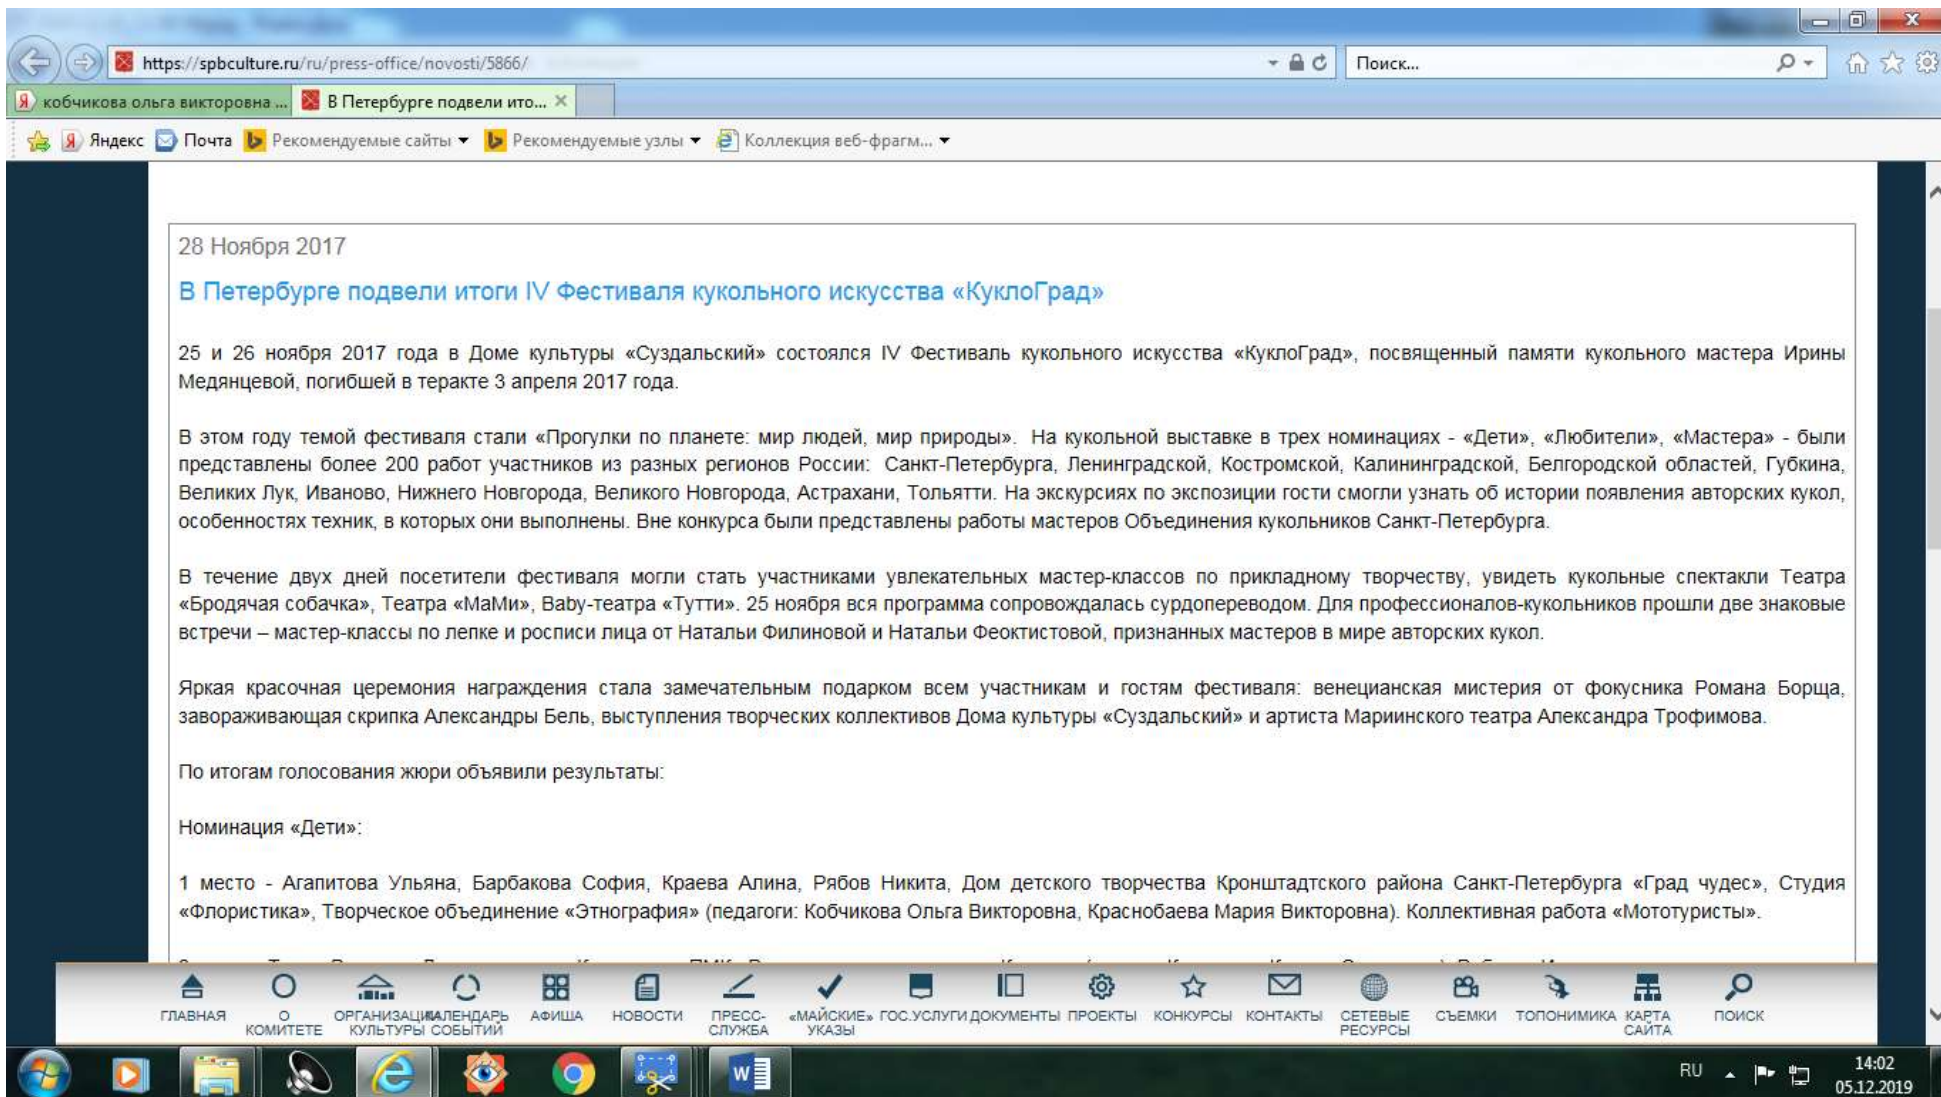 https://spbculture.ru/ru/press-office/novosti/5866/
Поиск...
кобчикова ольга викторовна ...
В Петербурге подвели ито...
Яндекс Почта Рекомендуемые сайты Рекомендуемые узлы Коллекция веб-фрагм...
28 Ноября 2017
В Петербурге подвели итоги IV Фестиваля кукольного искусства «КуклоГрад»
25 и 26 ноября 2017 года в Доме культуры «Суздальский» состоялся IV Фестиваль кукольного искусства «КуклоГрад», посвященный памяти кукольного мастера Ирины
Медянцевой, погибшей в теракте 3 апреля 2017 года.
В этом году темой фестиваля стали «Прогулки по планете: мир людей, мир природы». На кукольной выставке в трех номинациях - «Дети», «Любители», «Мастера» - были
представлены более 200 работ участников из разных регионов России: Санкт-Петербурга, Ленинградской, Костромской, Калининградской, Белгородской областей, Губкина,
Великих Лук, Иваново, Нижнего Новгорода, Великого Новгорода, Астрахани, Тольятти. На экскурсиях по экспозиции гости смогли узнать об истории появления авторских кукол,
особенностях техник, в которых они выполнены. Вне конкурса были представлены работы мастеров Объединения кукольников Санкт-Петербурга.
В течение двух дней посетители фестиваля могли стать участниками увлекательных мастер-классов по прикладному творчеству, увидеть кукольные спектакли Театра
«Бродячая собачка», Театра «МаМи», Baby-театра «Тутти». 25 ноября вся программа сопровождалась сурдопереводом. Для профессионалов-кукольников прошли две знаковые
встречи – мастер-классы по лепке и росписи лица от Натальи Филиновой и Натальи Феоктистовой, признанных мастеров в мире авторских кукол.
Яркая красочная церемония награждения стала замечательным подарком всем участникам и гостям фестиваля: венецианская мистерия от фокусника Романа Борща,
завораживающая скрипка Александры Бель, выступления творческих коллективов Дома культуры «Суздальский» и артиста Мариинского театра Александра Трофимова.
По итогам голосования жюри объявили результаты:
Номинация «Дети»:
1 место - Агапитова Ульяна, Барбакова София, Краева Алина, Рябов Никита, Дом детского творчества Кронштадтского района Санкт-Петербурга «Град чудес», Студия
«Флористика», Творческое объединение «Этнография» (педагоги: Кобчикова Ольга Викторовна, Краснобаева Мария Викторовна). Коллективная работа «Мототуристы».
ГЛАВНАЯ
О КОМИТЕТЕ
ОРГАНИЗАЦИИ КУЛЬТУРЫ
КАЛЕНДАРЬ СОБЫТИЙ
АФИША
НОВОСТИ
ПРЕСС-СЛУЖБА
«МАЙСКИЕ» УКАЗЫ
ГОС.УСЛУГИ
ДОКУМЕНТЫ
ПРОЕКТЫ
КОНКУРСЫ
КОНТАКТЫ
СЕТЕВЫЕ РЕСУРСЫ
СЪЕМКИ
ТОПОНИМИКА
КАРТА САЙТА
ПОИСК
RU
14:02
05.12.2019